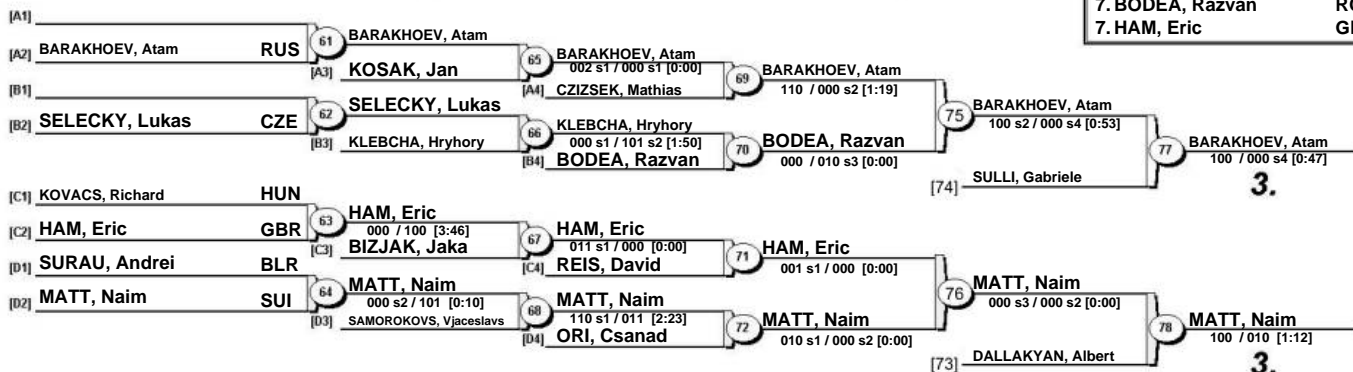 7. BODEA, Razvan
7. HAM, Eric
[A1]
[A2] BARAKHOEV, Atam RUS
61
BARAKHOEV, Atam
[A3] KOSAK, Jan
65
BARAKHOEV, Atam
002 s1 / 000 s1 [0:00]
[A4] CZIZSEK, Mathias
69
BARAKHOEV, Atam
110 / 000 s2 [1:19]
[B1]
[B2] SELECKY, Lukas CZE
62
SELECKY, Lukas
[B3] KLEBCHA, Hryhory
66
KLEBCHA, Hryhory
000 s1 / 101 s2 [1:50]
[B4] BODEA, Razvan
70
BODEA, Razvan
000 / 010 s3 [0:00]
75
BARAKHOEV, Atam
100 s2 / 000 s4 [0:53]
[74] SULLI, Gabriele
77
BARAKHOEV, Atam
100 / 000 s4 [0:47]
3.
[C1] KOVACS, Richard HUN
[C2] HAM, Eric GBR
63
HAM, Eric
000 / 100 [3:46]
[C3] BIZJAK, Jaka
67
HAM, Eric
011 s1 / 000 [0:00]
[C4] REIS, David
71
HAM, Eric
001 s1 / 000 [0:00]
[D1] SURAU, Andrei BLR
[D2] MATT, Naim SUI
64
MATT, Naim
000 s2 / 101 [0:10]
[D3] SAMOROKOVS, Vjaceslavs
68
MATT, Naim
110 s1 / 011 [2:23]
[D4] ORI, Csanad
72
MATT, Naim
010 s1 / 000 s2 [0:00]
76
MATT, Naim
000 s3 / 000 s2 [0:00]
[73] DALLAKYAN, Albert
78
MATT, Naim
100 / 010 [1:12]
3.